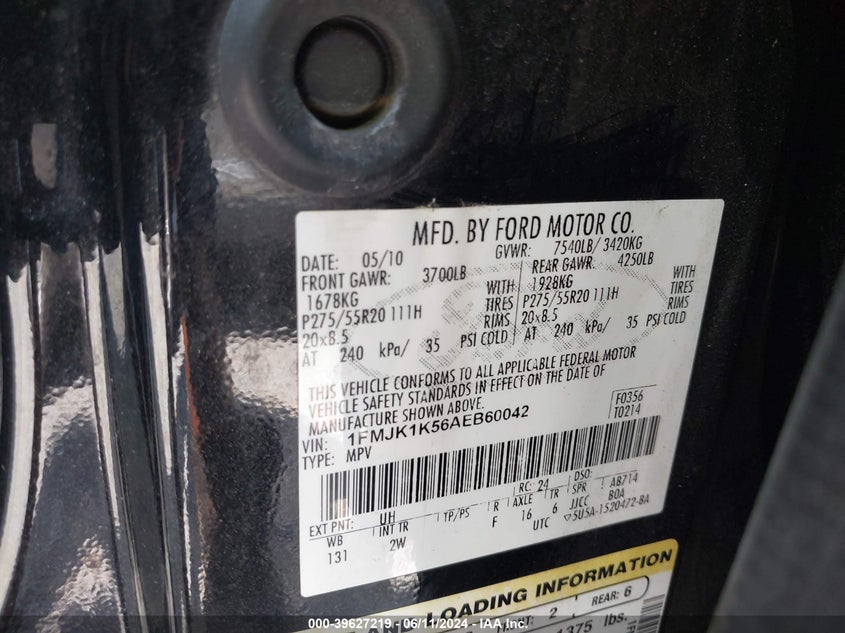 MFD. BY FORD MOTOR CO.
DATE: 05/10 GVWR: 7540LB/ 3420KG
FRONT GAWR: 3700LB REAR GAWR: 4250LB
1678KG WITH 1928KG WITH
P275/55R20 111H TIRES P275/55R20 111H TIRES
20x8.5 RIMS 20x8.5 RIMS
AT 240 kPa/ 35 PSI COLD AT 240 kPa/ 35 PSI COLD
THIS VEHICLE CONFORMS TO ALL APPLICABLE FEDERAL MOTOR
VEHICLE SAFETY STANDARDS IN EFFECT ON THE DATE OF
MANUFACTURE SHOWN ABOVE.
VIN: 1FMJK1K56AEB60042
TYPE: MPV
F0356
T0214
RC: 24 DSO:
EXT PNT: UH AB714
WB INT TR TP/PS R AXLE TR SPR B0A
131 2W F 16 6 JJCC
UTC ▽5U5A-1520472-BA
LOADING INFORMATION
2 REAR: 6
1375 lbs.
000-39627219 - 06/11/2024 - IAA Inc.